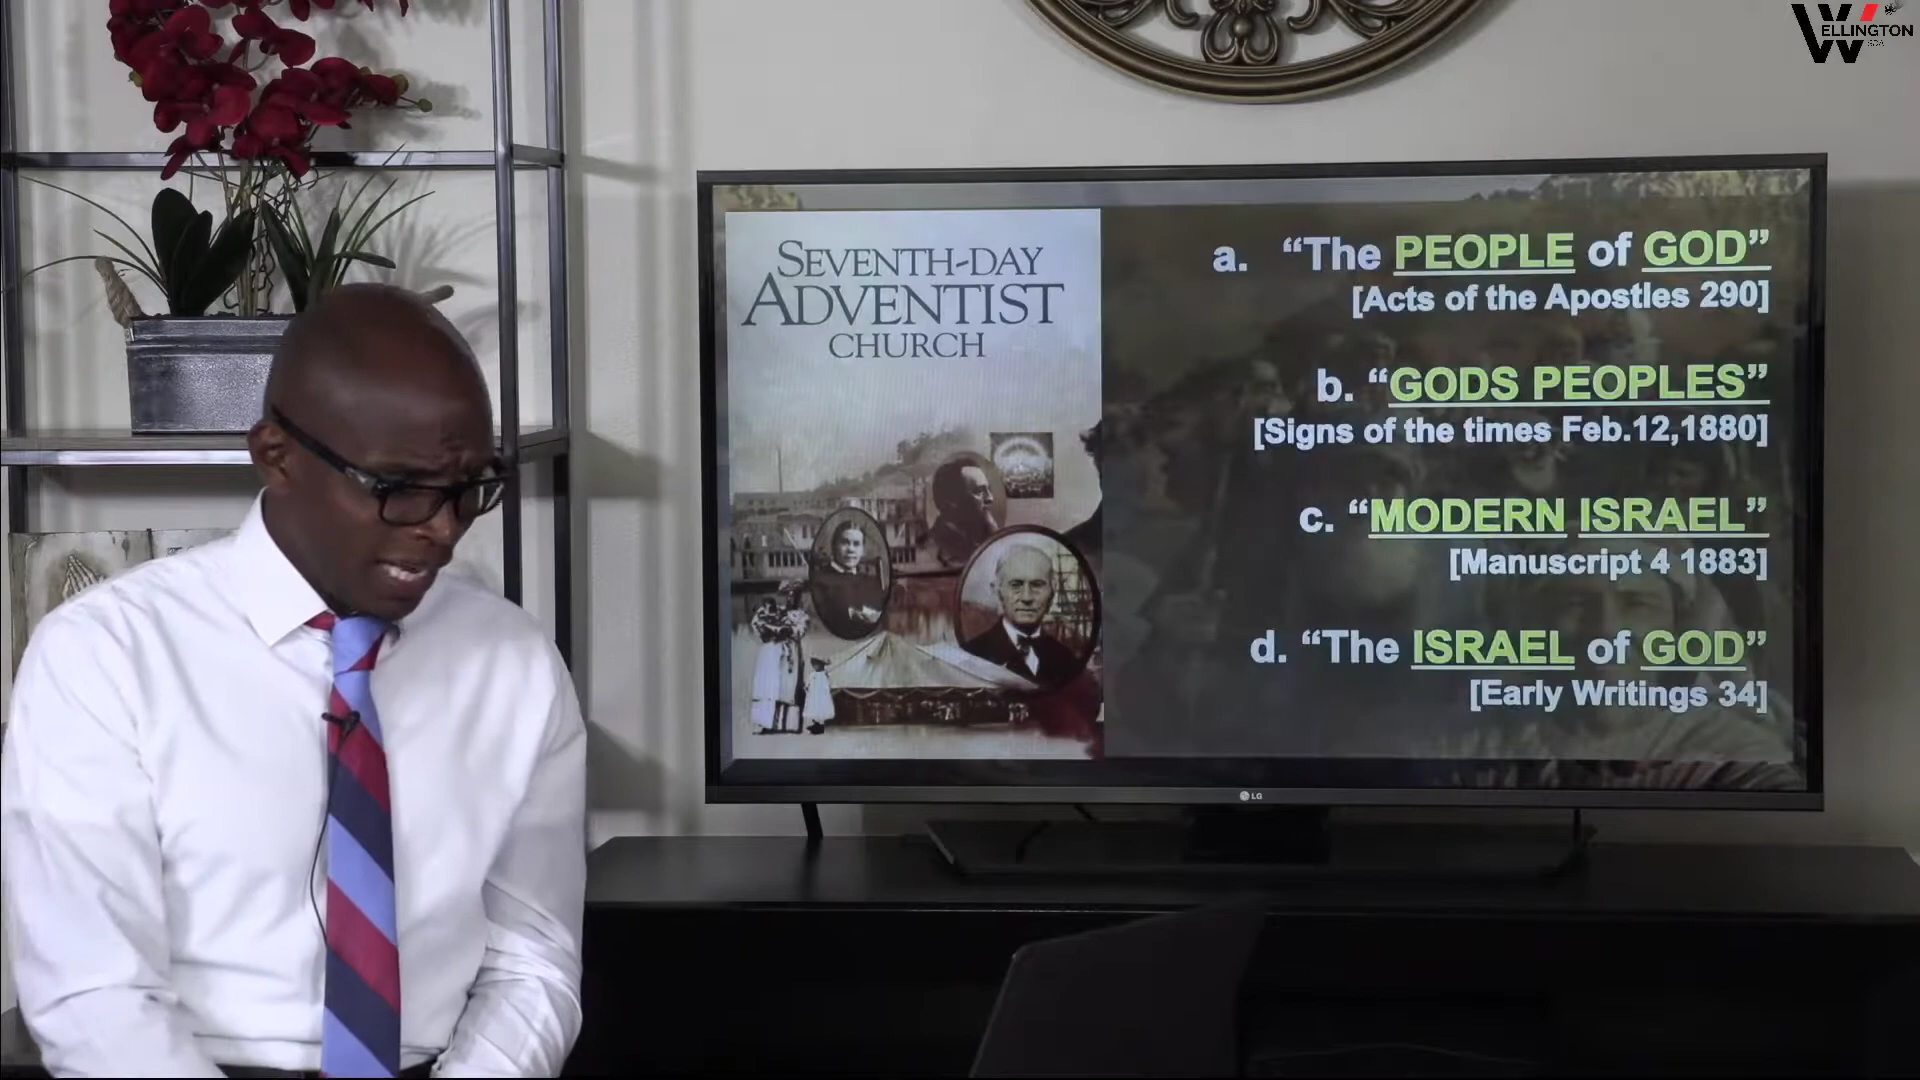 WELLINGTON
SDA
SEVENTH-DAY
ADVENTIST
CHURCH
a. “The PEOPLE of GOD”
[Acts of the Apostles 290]
b. “GODS PEOPLES”
[Signs of the times Feb.12,1880]
c. “MODERN ISRAEL”
[Manuscript 4 1883]
d. “The ISRAEL of GOD”
[Early Writings 34]
LG